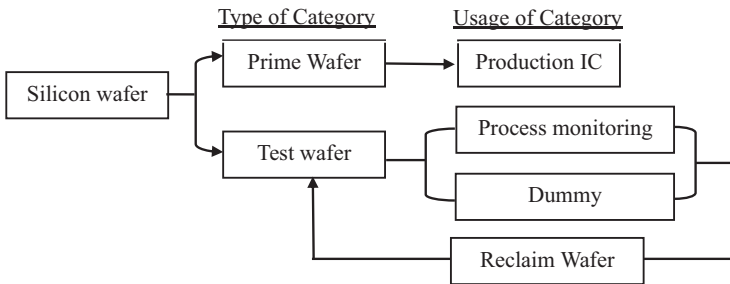 Type of Category
Usage of Category
Prime Wafer
Production IC
Silicon wafer
Process monitoring
Test wafer
Dummy
Reclaim Wafer